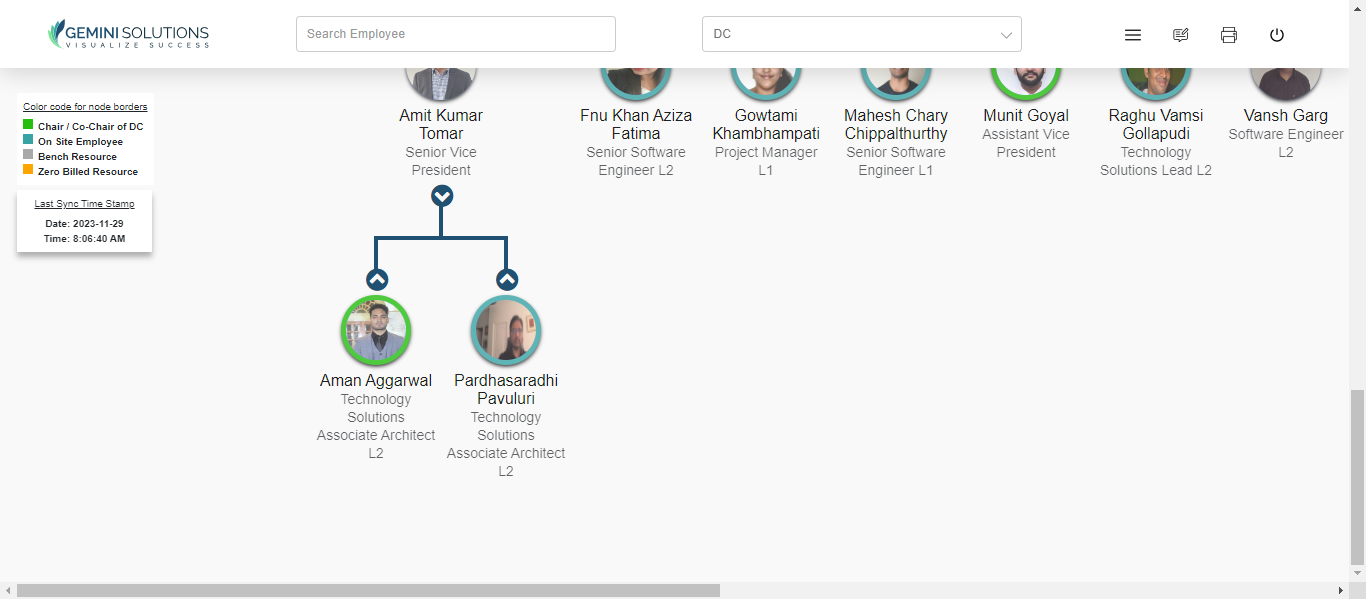 GEMINI SOLUTIONS
VISUALIZE SUCCESS
Search Employee
DC
Color code for node borders
Chair / Co-Chair of DC
On Site Employee
Bench Resource
Zero Billed Resource
Last Sync Time Stamp
Date: 2023-11-29
Time: 8:06:40 AM
Amit Kumar
Tomar
Senior Vice
President
Fnu Khan Aziza
Fatima
Senior Software
Engineer L2
Gowtami
Khambhampati
Project Manager
L1
Mahesh Chary
Chippalthurthy
Senior Software
Engineer L1
Munit Goyal
Assistant Vice
President
Raghu Vamsi
Gollapudi
Technology
Solutions Lead L2
Vansh Garg
Software Engineer
L2
Aman Aggarwal
Technology
Solutions
Associate Architect
L2
Pardhasaradhi
Pavuluri
Technology
Solutions
Associate Architect
L2